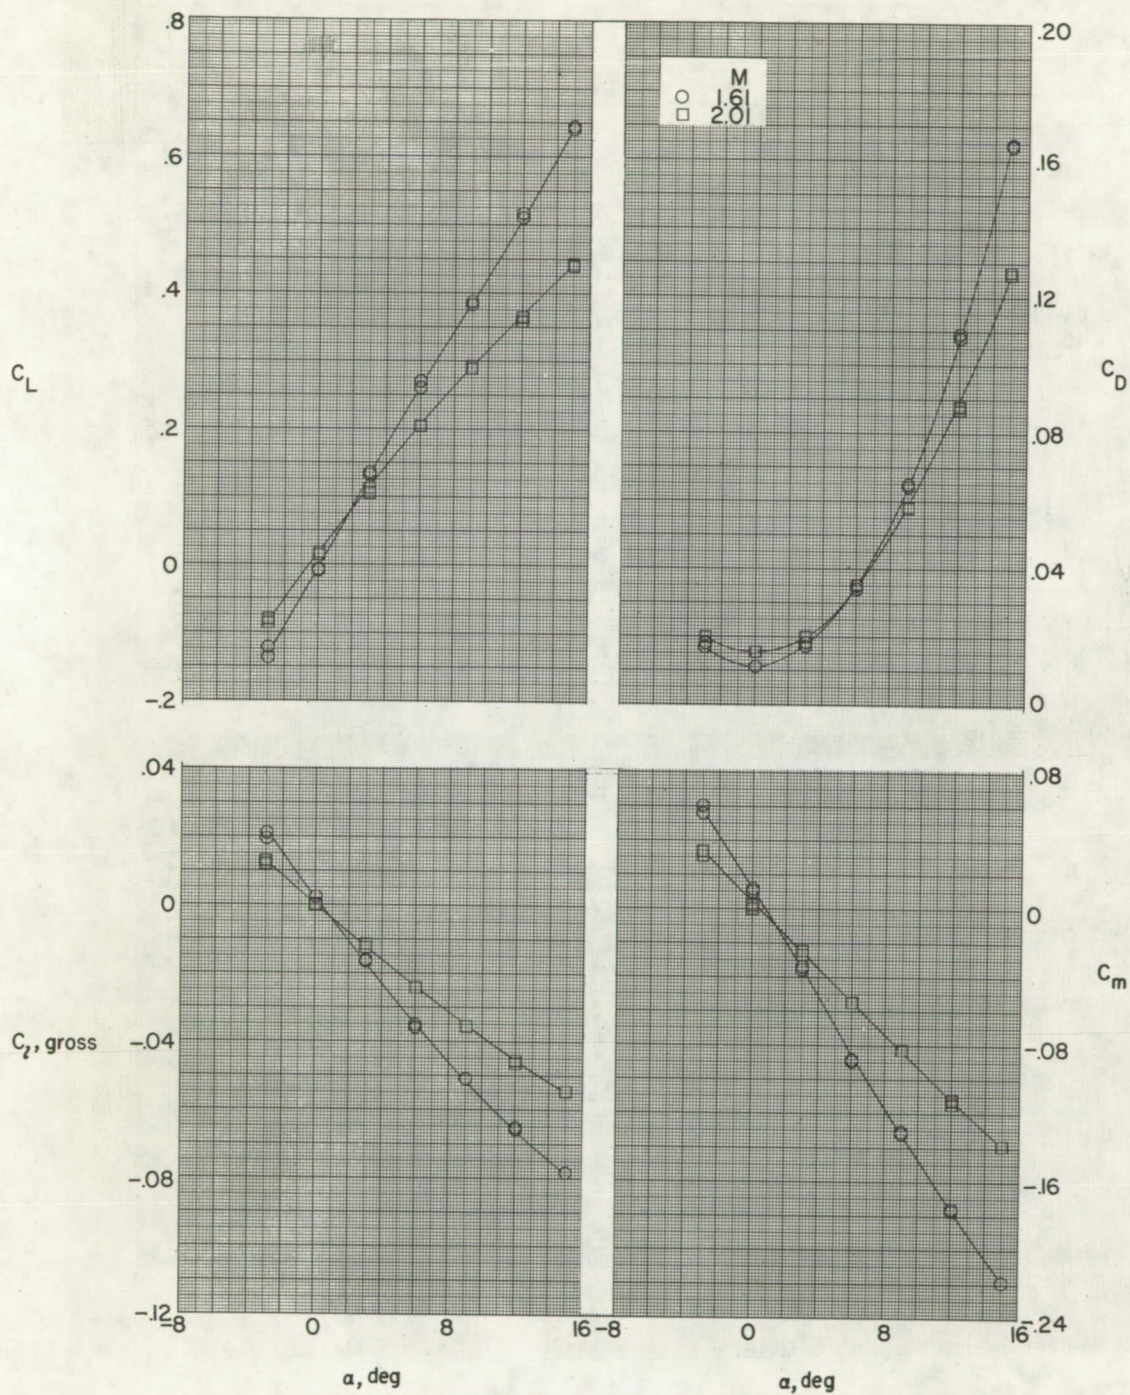 .8
.6
.4
.2
0
-.2
C_L
M
○ 1.61
□ 2.01
.20
.16
.12
.08
.04
0
C_D
.04
0
-.04
-.08
-.12
C_l, gross
.08
0
-.08
-.16
-.24
C_m
-8 0 8 16
-8 0 8 16
α, deg
α, deg